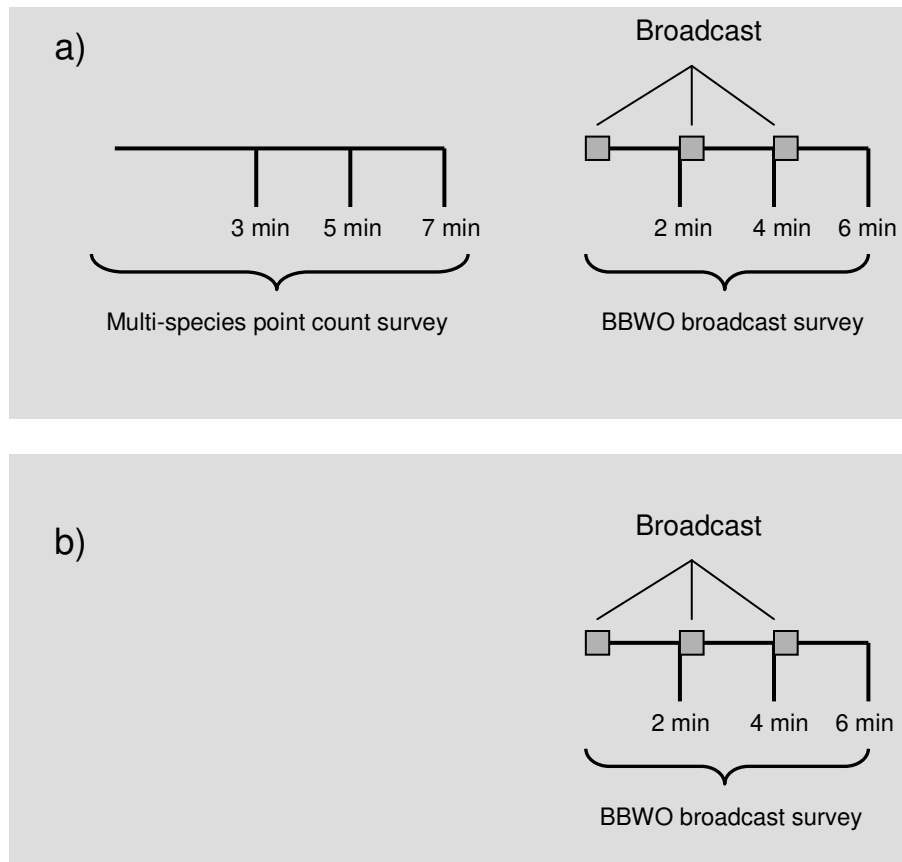 a)
Broadcast
3 min 5 min 7 min
2 min 4 min 6 min
Multi-species point count survey
BBWO broadcast survey
b)
Broadcast
2 min 4 min 6 min
BBWO broadcast survey